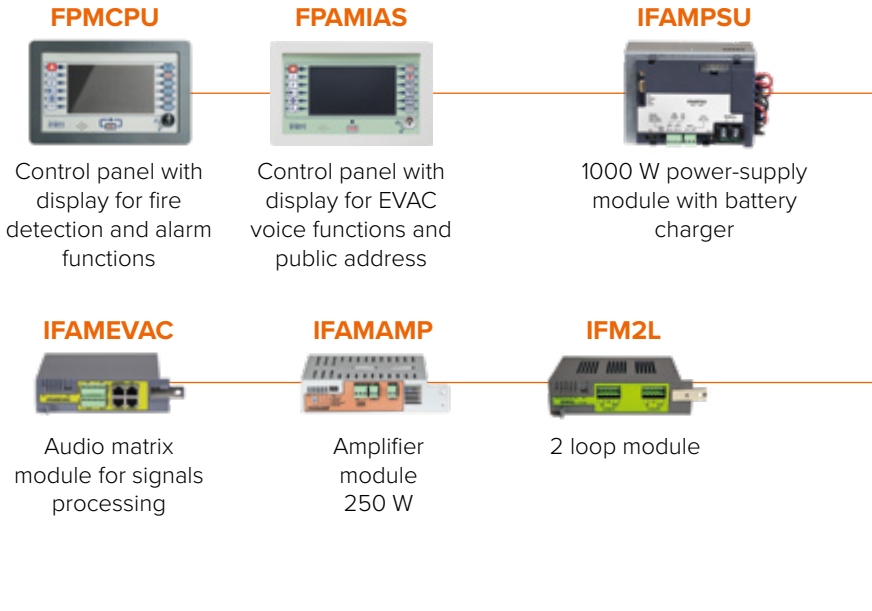 FPMCPU
Control panel with
display for fire
detection and alarm
functions
FPAMIAS
Control panel with
display for EVAC
voice functions and
public address
IFAMPSU
1000 W power-supply
module with battery
charger
IFAMEVAC
Audio matrix
module for signals
processing
IFAMAMP
Amplifier
module
250 W
IFM2L
2 loop module